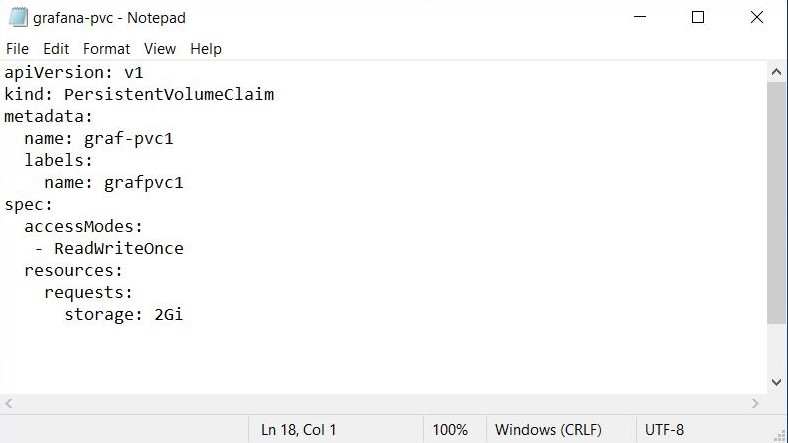 grafana-pvc - Notepad
File Edit Format View Help
apiVersion: v1
kind: PersistentVolumeClaim
metadata:
  name: graf-pvc1
  labels:
    name: grafpvc1
spec:
  accessModes:
   - ReadWriteOnce
  resources:
    requests:
      storage: 2Gi
Ln 18, Col 1 100% Windows (CRLF) UTF-8